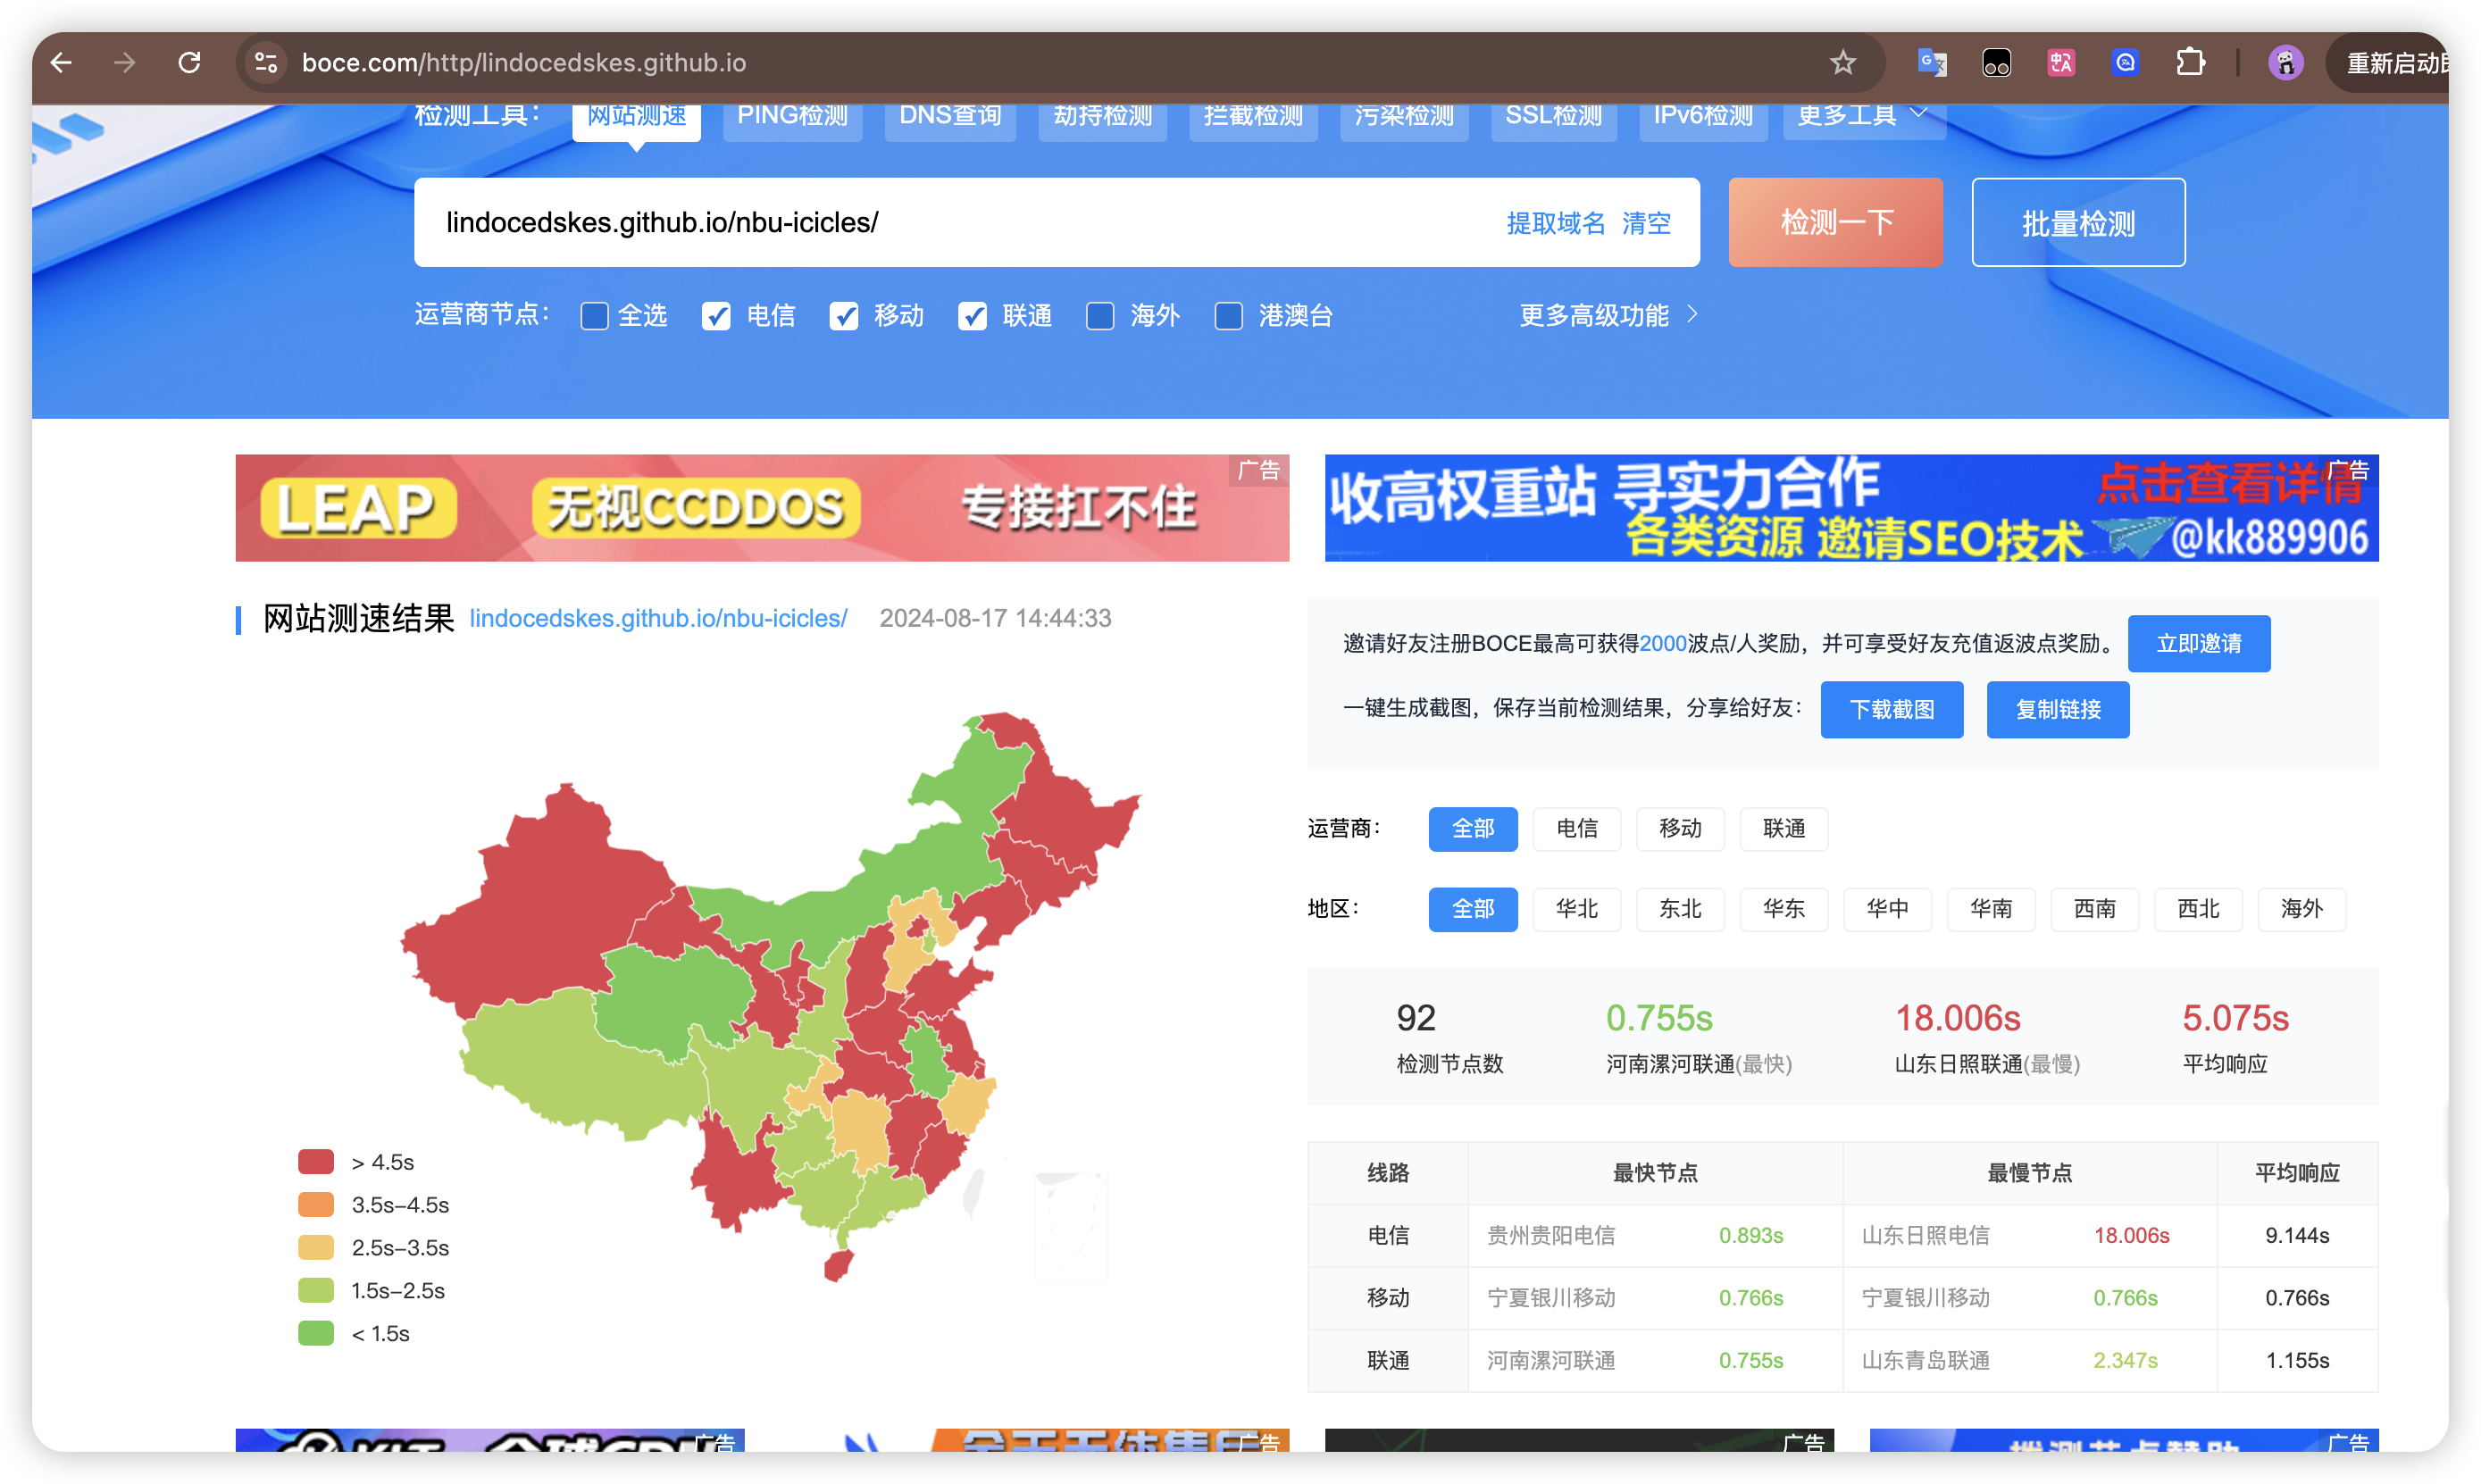 boce.com/http/lindocedskes.github.io
重新启动即
检测工具：
网站测速
PING检测
DNS查询
劫持检测
拦截检测
污染检测
SSL检测
IPv6检测
更多工具
lindocedskes.github.io/nbu-icicles/
提取域名 清空
检测一下
批量检测
运营商节点：
全选
电信
移动
联通
海外
港澳台
更多高级功能
LEAP 无视CCDDOS 专接扛不住
广告
收高权重站 寻实力合作
点击查看详情
广告
各类资源 邀请SEO技术 @kk889906
网站测速结果 lindocedskes.github.io/nbu-icicles/ 2024-08-17 14:44:33
> 4.5s
3.5s–4.5s
2.5s–3.5s
1.5s–2.5s
< 1.5s
邀请好友注册BOCE最高可获得2000波点/人奖励，并可享受好友充值返波点奖励。 立即邀请
一键生成截图，保存当前检测结果，分享给好友： 下载截图 复制链接
运营商： 全部 电信 移动 联通
地区： 全部 华北 东北 华东 华中 华南 西南 西北 海外
92 0.755s 18.006s 5.075s
检测节点数 河南漯河联通(最快) 山东日照联通(最慢) 平均响应
线路 最快节点 最慢节点 平均响应
电信 贵州贵阳电信 0.893s 山东日照电信 18.006s 9.144s
移动 宁夏银川移动 0.766s 宁夏银川移动 0.766s 0.766s
联通 河南漯河联通 0.755s 山东青岛联通 2.347s 1.155s
广告
广告
广告
广告